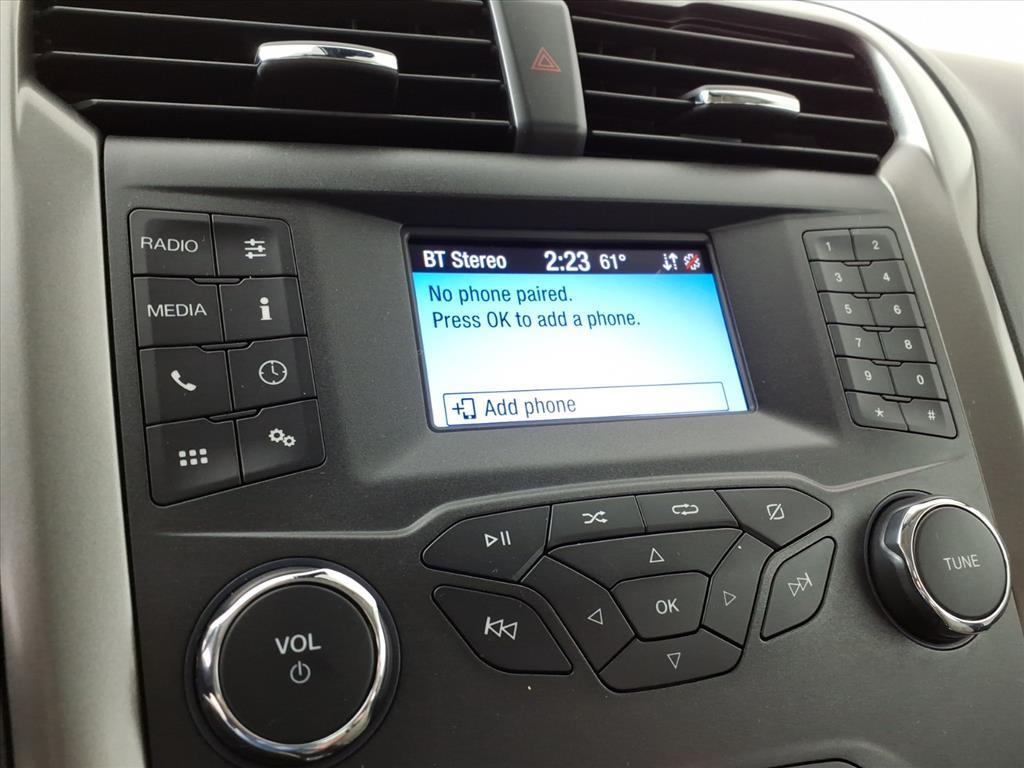 RADIO
MEDIA
i
BT Stereo 2:23 61°
No phone paired.
Press OK to add a phone.
Add phone
1 2
3 4
5 6
7 8
9 0
* #
OK
VOL
TUNE